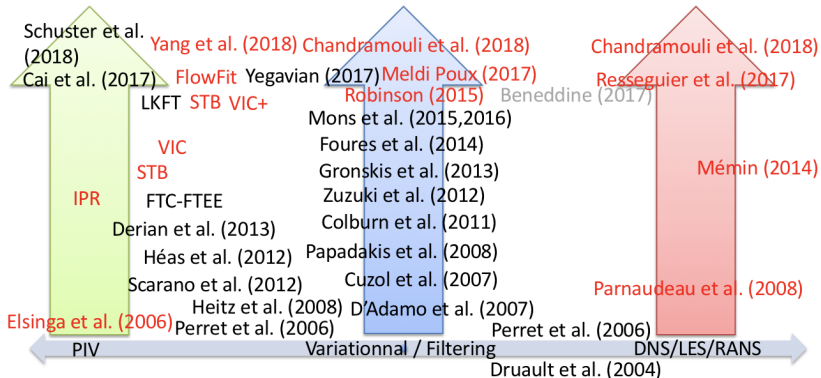 Schuster et al.
(2018)
Yang et al. (2018)
Chandramouli et al. (2018)
Chandramouli et al. (2018)
Cai et al. (2017)
FlowFit
Yegavian (2017)
Meldi Poux (2017)
Resseguier et al. (2017)
LKFT
STB
VIC+
Robinson (2015)
Beneddine (2017)
Mons et al. (2015,2016)
VIC
Foures et al. (2014)
STB
Gronskis et al. (2013)
Mémin (2014)
IPR
FTC-FTEE
Zuzuki et al. (2012)
Derian et al. (2013)
Colburn et al. (2011)
Héas et al. (2012)
Papadakis et al. (2008)
Scarano et al. (2012)
Cuzol et al. (2007)
Parnaudeau et al. (2008)
Heitz et al. (2008)
D'Adamo et al. (2007)
Elsinga et al. (2006)
Perret et al. (2006)
Perret et al. (2006)
PIV
Variationnal / Filtering
DNS/LES/RANS
Druault et al. (2004)